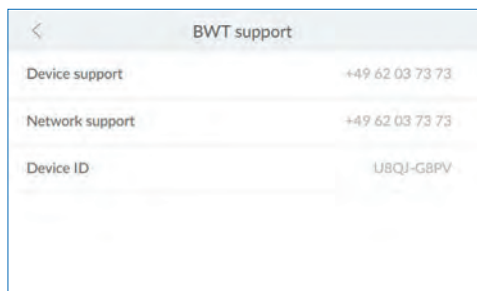 BWT support
Device support +49 62 03 73 73
Network support +49 62 03 73 73
Device ID U8QJ-G8PV